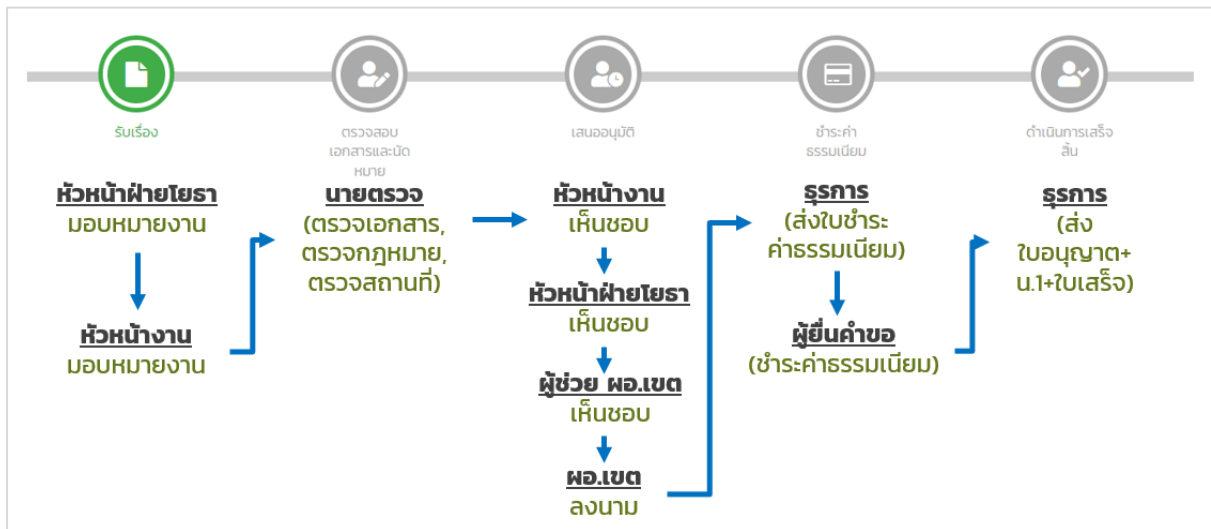 รับเรื่อง
ตรวจสอบ
เอกสารและนัด
หมาย
เสนออนุมัติ
ชำระค่า
ธรรมเนียม
ดำเนินการเสร็จ
สิ้น
หัวหน้าฝ่ายโยธา
มอบหมายงาน
หัวหน้างาน
มอบหมายงาน
นายตรวจ
(ตรวจเอกสาร,
ตรวจกฎหมาย,
ตรวจสถานที่)
หัวหน้างาน
เห็นชอบ
หัวหน้าฝ่ายโยธา
เห็นชอบ
ผู้ช่วย ผอ.เขต
เห็นชอบ
ผอ.เขต
ลงนาม
ธุรการ
(ส่งใบชำระ
ค่าธรรมเนียม)
ผู้ยื่นคำขอ
(ชำระค่าธรรมเนียม)
ธุรการ
(ส่ง
ใบอนุญาต+
น.1+ใบเสร็จ)